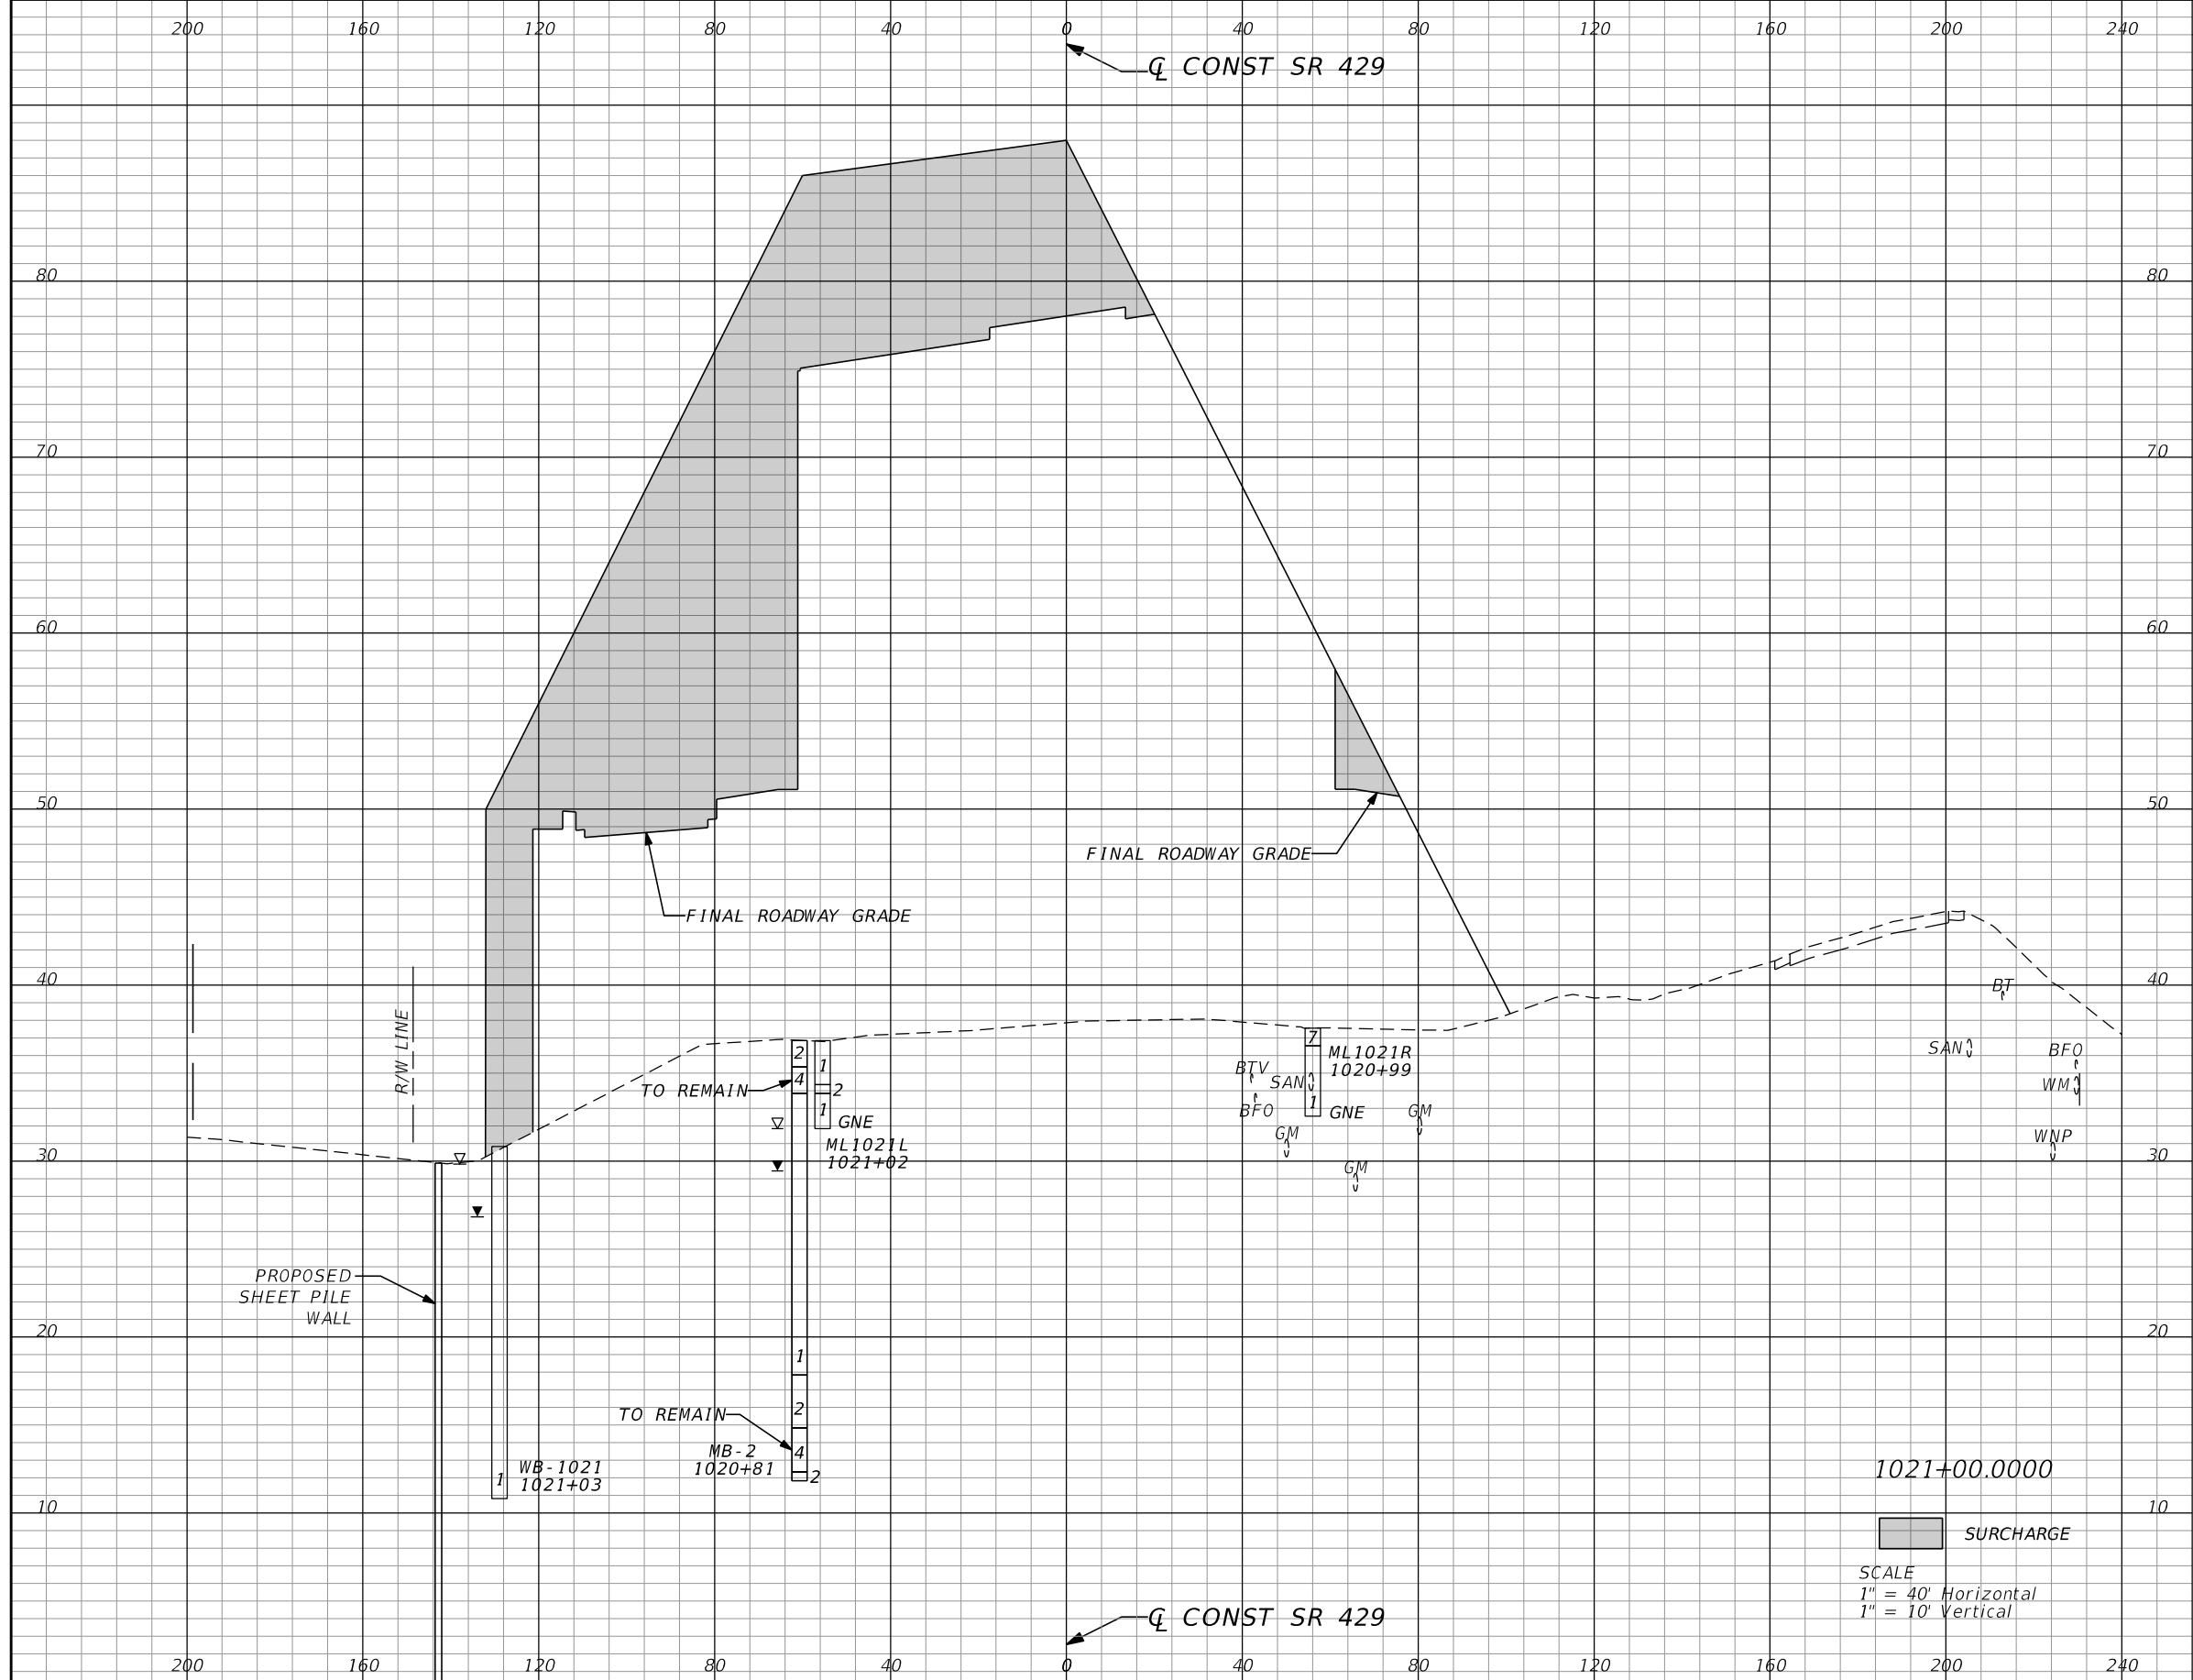 200 160 120 80 40 0 40 80 120 160 200 240
℄ CONST SR 429
80 80
70 70
60 60
50 50
FINAL ROADWAY GRADE
FINAL ROADWAY GRADE
40 40
R/W LINE
BT
SAN
BFO
WM
WNP
2
4
1
2
1
TO REMAIN
GNE
ML1021L
1021+02
7
1
ML1021R
1020+99
GNE
BTV
SAN
BFO
GM
GM
GM
30 30
PROPOSED
SHEET PILE
WALL
20 20
1
2
4
2
TO REMAIN
MB-2
1020+81
1
WB-1021
1021+03
1021+00.0000
10 10
SURCHARGE
SCALE
1" = 40' Horizontal
1" = 10' Vertical
℄ CONST SR 429
200 160 120 80 40 0 40 80 120 160 200 240